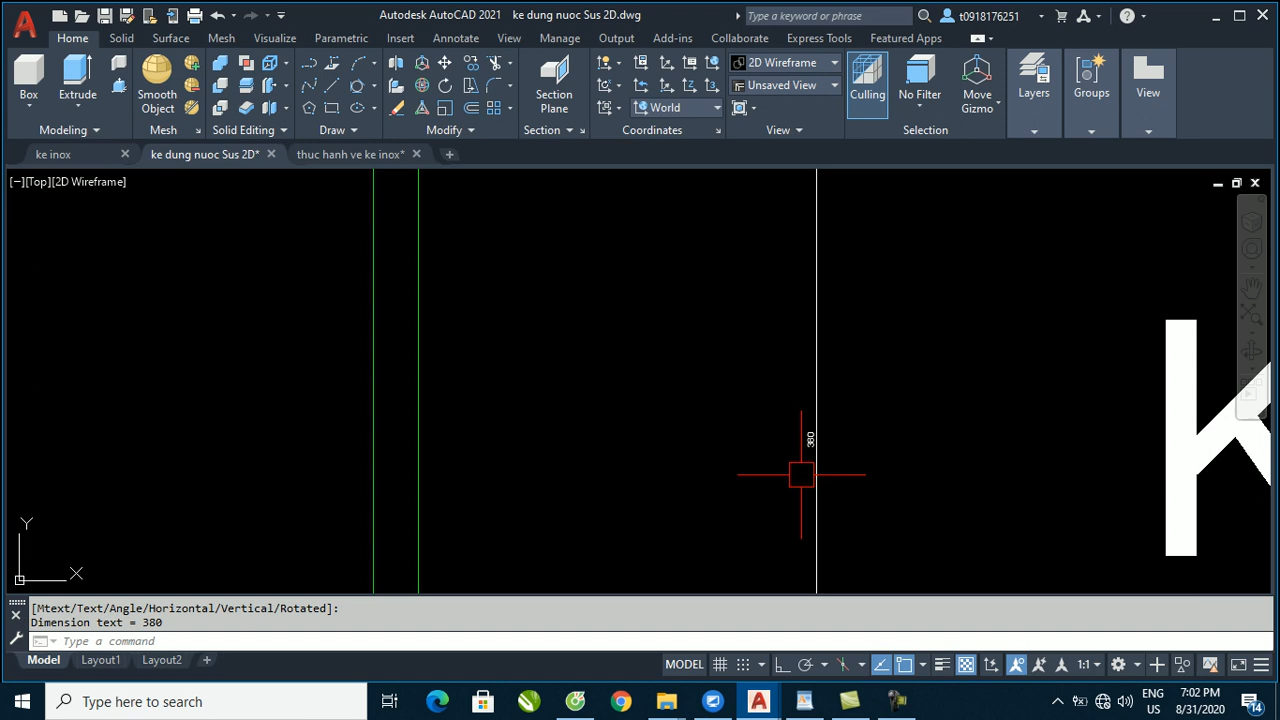 Autodesk AutoCAD 2021 ke dung nuoc Sus 2D.dwg
Type a keyword or phrase
t0918176251
Home Solid Surface Mesh Visualize Parametric Insert Annotate View Manage Output Add-ins Collaborate Express Tools Featured Apps
Box
Extrude
Smooth
Object
Section
Plane
World
2D Wireframe
Unsaved View
Culling
No Filter
Move
Gizmo
Layers
Groups
View
Modeling
Mesh
Solid Editing
Draw
Modify
Section
Coordinates
View
Selection
ke inox
ke dung nuoc Sus 2D*
thuc hanh ve ke inox*
[−][Top][2D Wireframe]
380
K
Y
X
[Mtext/Text/Angle/Horizontal/Vertical/Rotated]:
Dimension text = 380
Type a command
Model Layout1 Layout2
MODEL
1:1
Type here to search
ENG
US
7:02 PM
8/31/2020
14